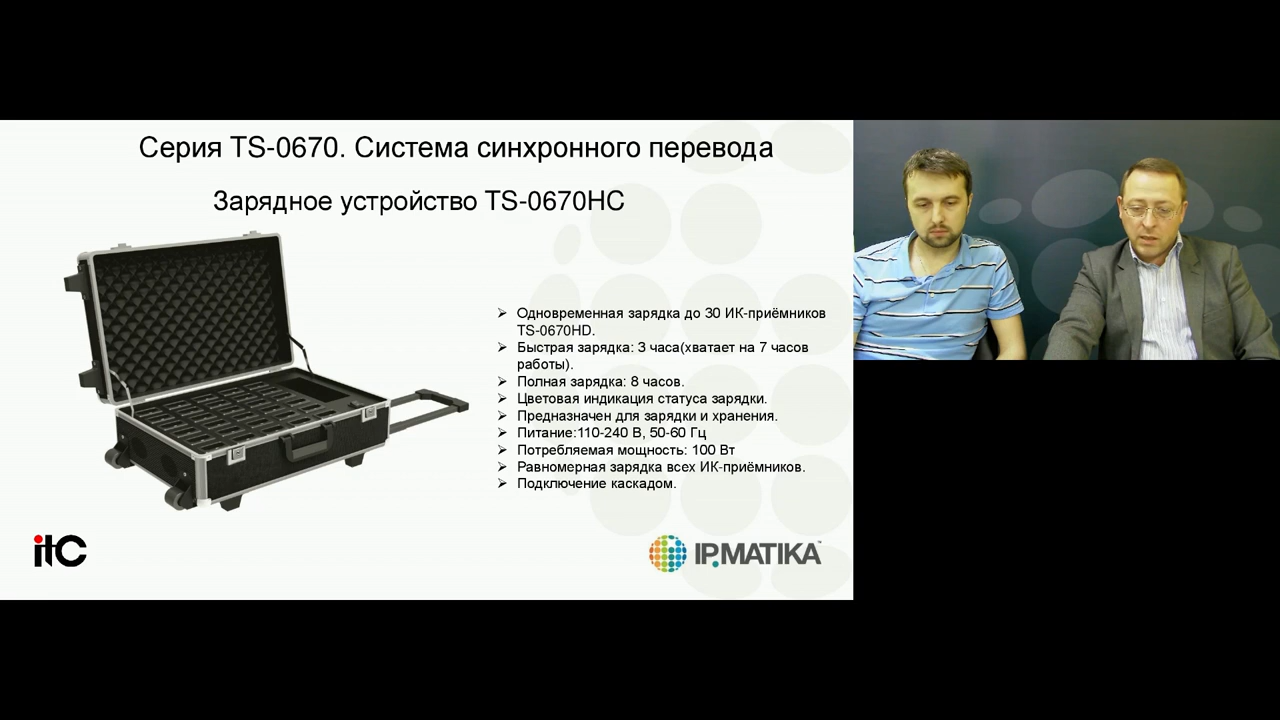 Серия TS-0670. Система синхронного перевода
Зарядное устройство TS-0670HC
Одновременная зарядка до 30 ИК-приёмников
TS-0670HD.
Быстрая зарядка: 3 часа(хватает на 7 часов
работы).
Полная зарядка: 8 часов.
Цветовая индикация статуса зарядки.
Предназначен для зарядки и хранения.
Питание:110-240 В, 50-60 Гц
Потребляемая мощность: 100 Вт
Равномерная зарядка всех ИК-приёмников.
Подключение каскадом.
itC
IP.MATIKA™